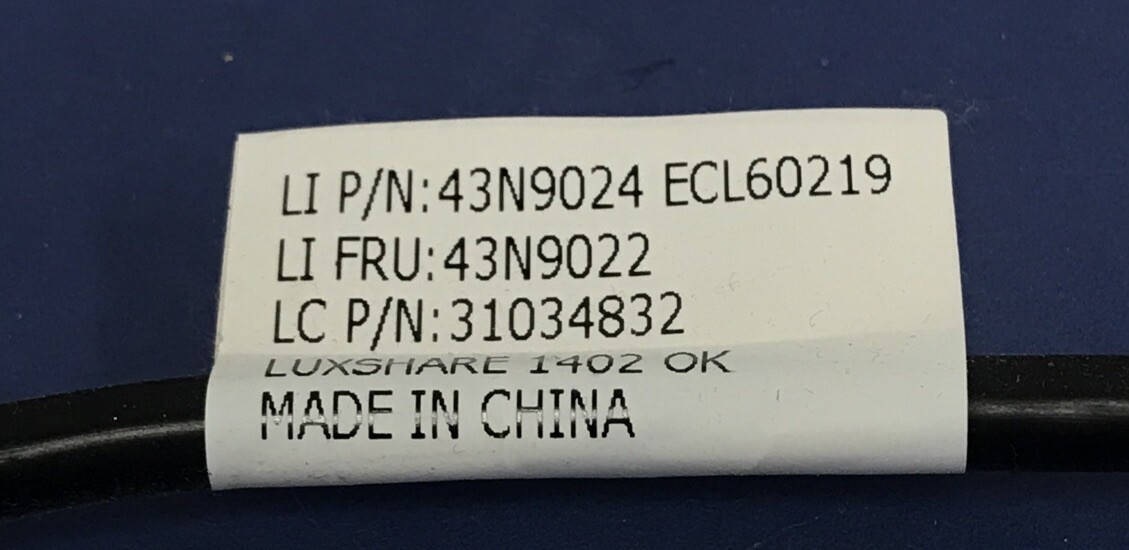 LI P/N:43N9024 ECL60219
LI FRU:43N9022
LC P/N:31034832
LUXSHARE 1402 OK
MADE IN CHINA